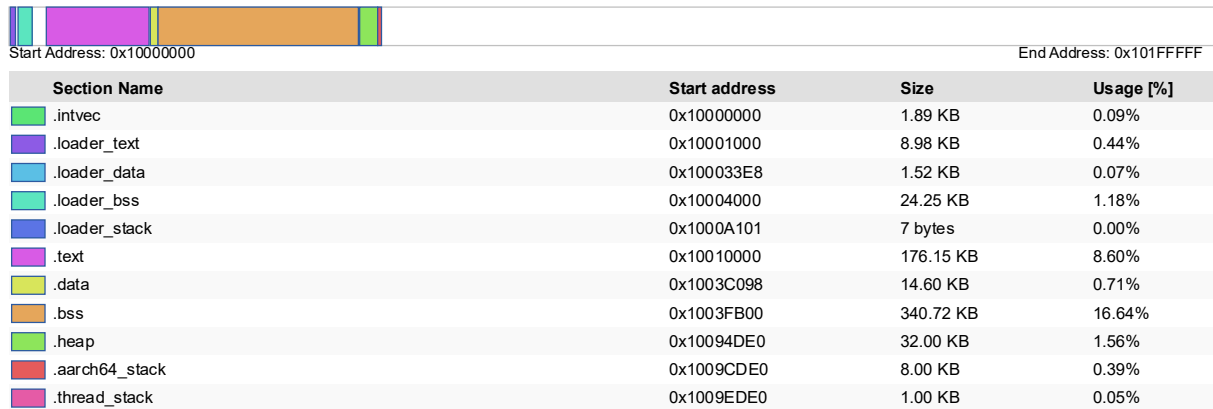 Start Address: 0x10000000 End Address: 0x101FFFFF
Section Name Start address Size Usage [%]
.intvec 0x10000000 1.89 KB 0.09%
.loader_text 0x10001000 8.98 KB 0.44%
.loader_data 0x100033E8 1.52 KB 0.07%
.loader_bss 0x10004000 24.25 KB 1.18%
.loader_stack 0x1000A101 7 bytes 0.00%
.text 0x10010000 176.15 KB 8.60%
.data 0x1003C098 14.60 KB 0.71%
.bss 0x1003FB00 340.72 KB 16.64%
.heap 0x10094DE0 32.00 KB 1.56%
.aarch64_stack 0x1009CDE0 8.00 KB 0.39%
.thread_stack 0x1009EDE0 1.00 KB 0.05%